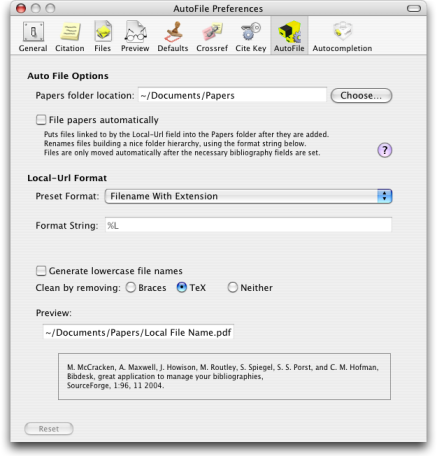 AutoFile Preferences
General Citation Files Preview Defaults Crossref Cite Key AutoFile Autocompletion
Auto File Options
Papers folder location: ~/Documents/Papers Choose...
File papers automatically
Puts files linked to by the Local-Url field into the Papers folder after they are added.
Renames files building a nice folder hierarchy, using the format string below.
Files are only moved automatically after the necessary bibliography fields are set. ?
Local-Url Format
Preset Format: Filename With Extension
Format String: %L
Generate lowercase file names
Clean by removing: Braces TeX Neither
Preview:
~/Documents/Papers/Local File Name.pdf
M. McCracken, A. Maxwell, J. Howison, M. Routley, S. Spiegel, S. S. Porst, and C. M. Hofman,
Bibdesk, great application to manage your bibliographies,
SourceForge, 1:96, 11 2004.
Reset